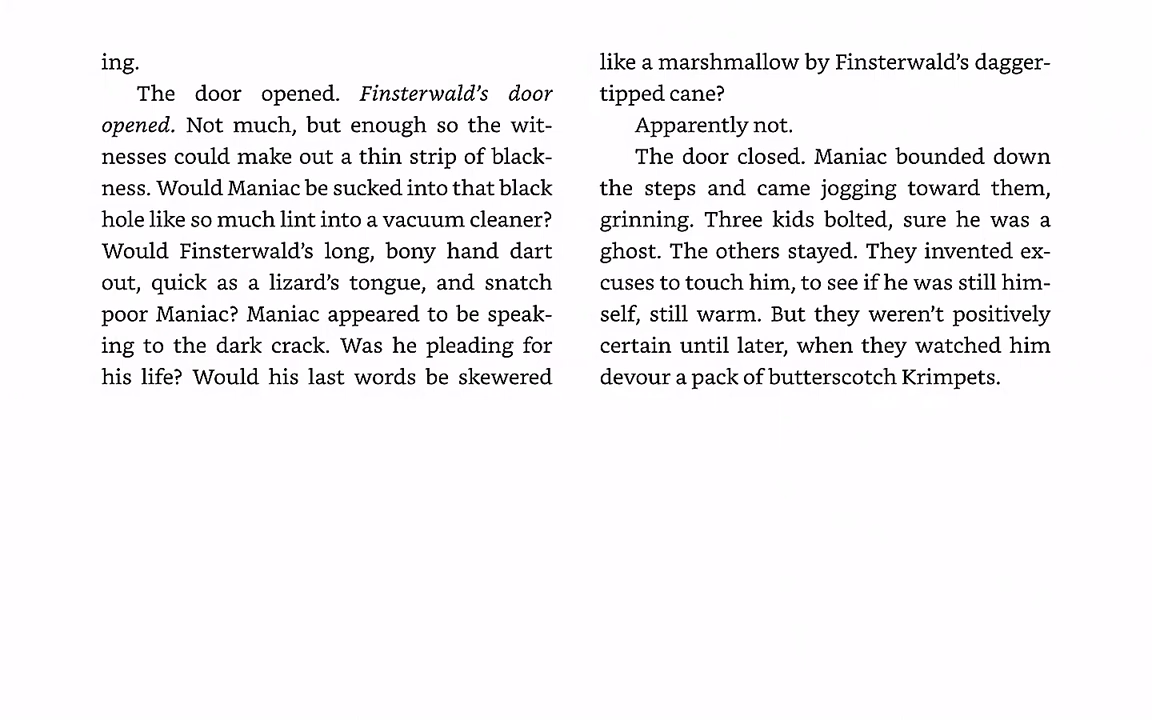 ing.
The door opened. Finsterwald’s door
opened. Not much, but enough so the wit-
nesses could make out a thin strip of black-
ness. Would Maniac be sucked into that black
hole like so much lint into a vacuum cleaner?
Would Finsterwald’s long, bony hand dart
out, quick as a lizard’s tongue, and snatch
poor Maniac? Maniac appeared to be speak-
ing to the dark crack. Was he pleading for
his life? Would his last words be skewered
like a marshmallow by Finsterwald’s dagger-
tipped cane?
Apparently not.
The door closed. Maniac bounded down
the steps and came jogging toward them,
grinning. Three kids bolted, sure he was a
ghost. The others stayed. They invented ex-
cuses to touch him, to see if he was still him-
self, still warm. But they weren’t positively
certain until later, when they watched him
devour a pack of butterscotch Krimpets.